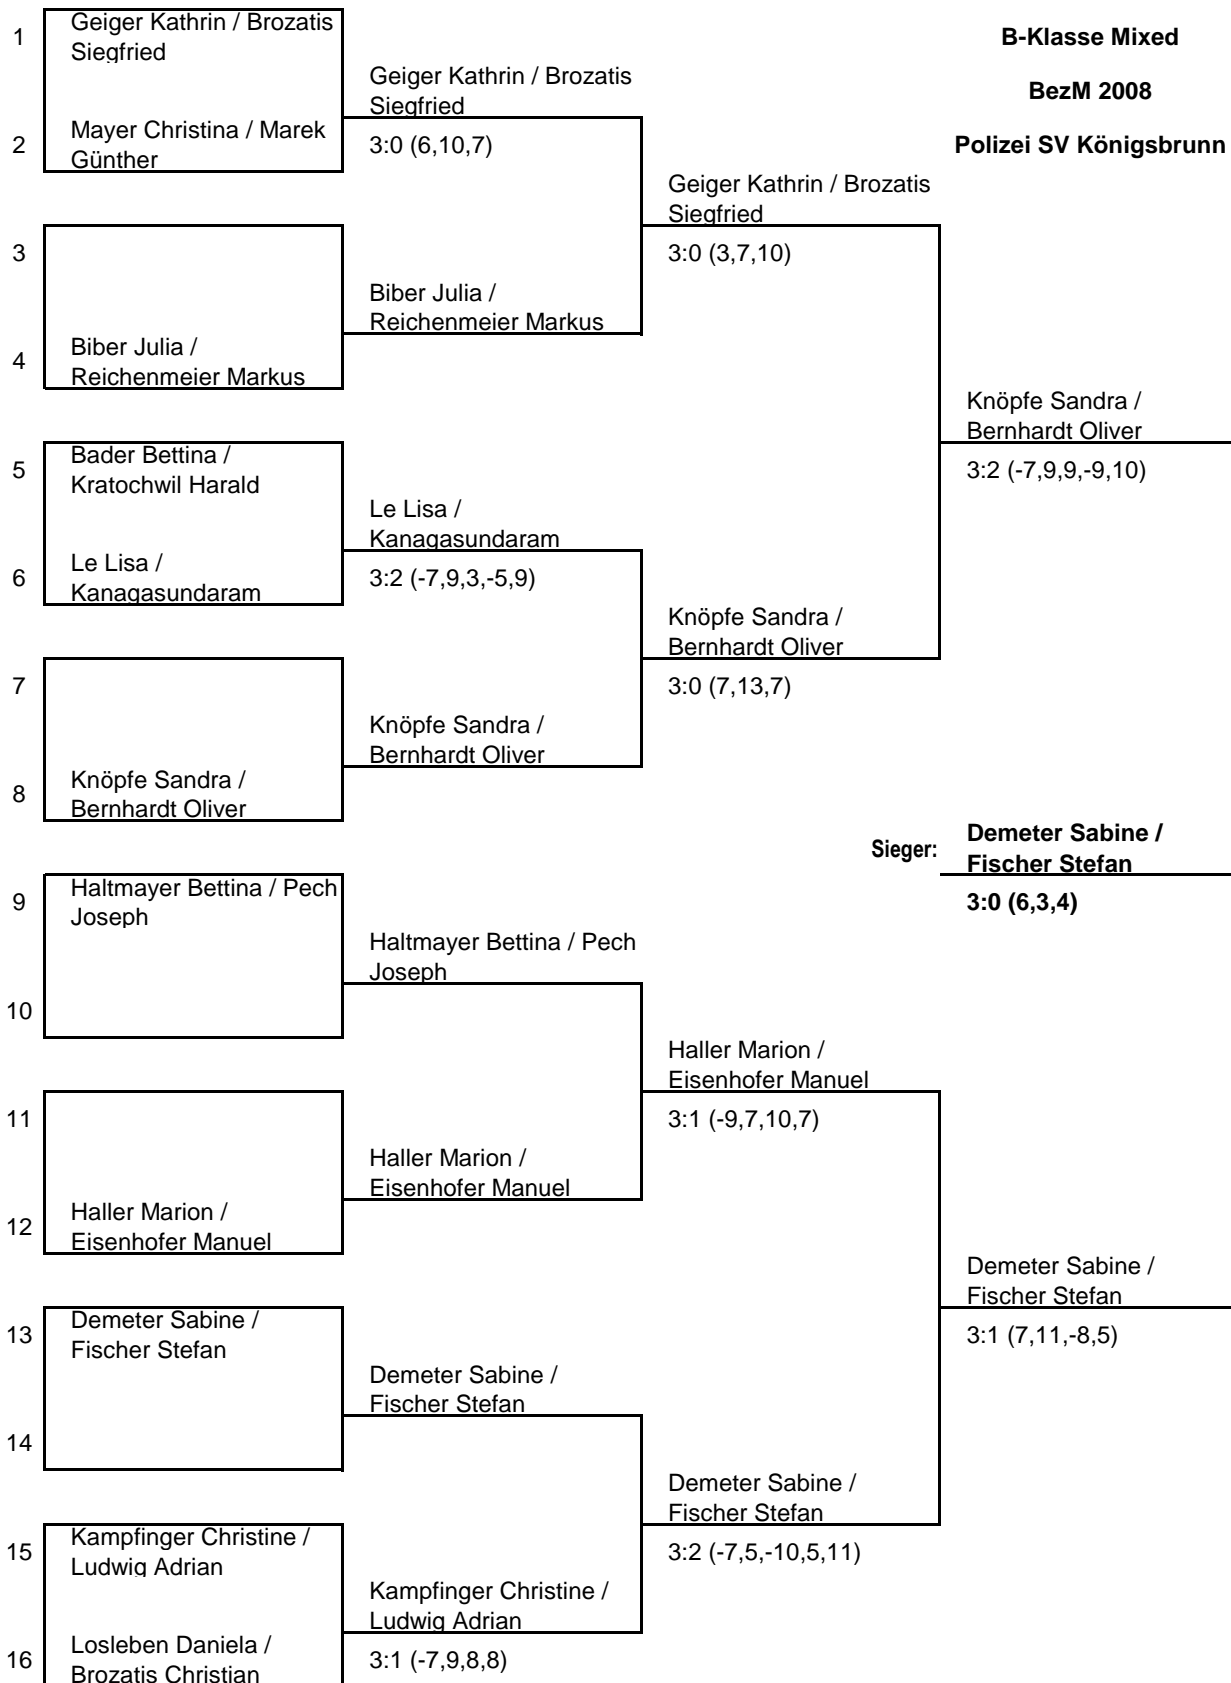 B-Klasse Mixed
BezM 2008
Polizei SV Königsbrunn
1
Geiger Kathrin / Brozatis
Siegfried
2
Mayer Christina / Marek
Günther
3
4
Biber Julia /
Reichenmeier Markus
5
Bader Bettina /
Kratochwil Harald
6
Le Lisa /
Kanagasundaram
7
8
Knöpfe Sandra /
Bernhardt Oliver
9
Haltmayer Bettina / Pech
Joseph
10
11
12
Haller Marion /
Eisenhofer Manuel
13
Demeter Sabine /
Fischer Stefan
14
15
Kampfinger Christine /
Ludwig Adrian
16
Losleben Daniela /
Brozatis Christian
Geiger Kathrin / Brozatis
Siegfried
3:0 (6,10,7)
Biber Julia /
Reichenmeier Markus
Le Lisa /
Kanagasundaram
3:2 (-7,9,3,-5,9)
Knöpfe Sandra /
Bernhardt Oliver
Haltmayer Bettina / Pech
Joseph
Haller Marion /
Eisenhofer Manuel
Demeter Sabine /
Fischer Stefan
Kampfinger Christine /
Ludwig Adrian
3:1 (-7,9,8,8)
Geiger Kathrin / Brozatis
Siegfried
3:0 (3,7,10)
Knöpfe Sandra /
Bernhardt Oliver
3:0 (7,13,7)
Haller Marion /
Eisenhofer Manuel
3:1 (-9,7,10,7)
Demeter Sabine /
Fischer Stefan
3:2 (-7,5,-10,5,11)
Knöpfe Sandra /
Bernhardt Oliver
3:2 (-7,9,9,-9,10)
Sieger:
Demeter Sabine /
Fischer Stefan
3:0 (6,3,4)
Demeter Sabine /
Fischer Stefan
3:1 (7,11,-8,5)